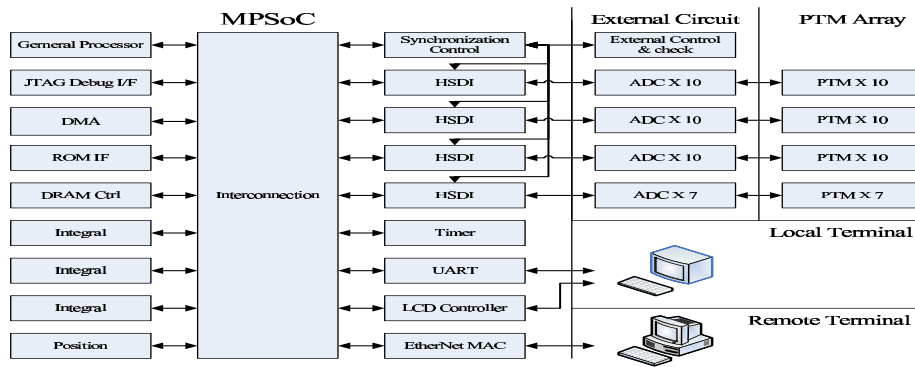 MPSoC
External Circuit
PTM Array
General Processor
Synchronization
Control
External Control
& check
JTAG Debug I/F
HSDI
ADC X 10
PTM X 10
DMA
HSDI
ADC X 10
PTM X 10
ROM IF
HSDI
ADC X 10
PTM X 10
DRAM Ctrl
Interconnection
HSDI
ADC X 7
PTM X 7
Integral
Timer
Local Terminal
Integral
UART
Integral
LCD Controller
Remote Terminal
Position
EtherNet MAC